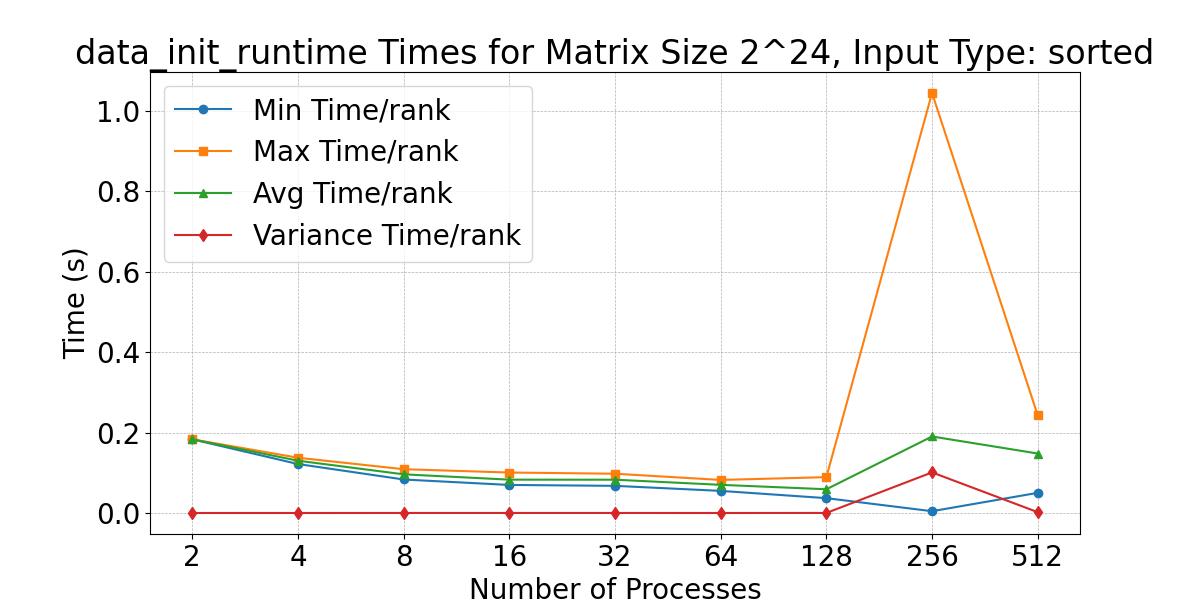 data_init_runtime Times for Matrix Size 2^24, Input Type: sorted
Min Time/rank
Max Time/rank
Avg Time/rank
Variance Time/rank
Time (s)
1.0
0.8
0.6
0.4
0.2
0.0
2 4 8 16 32 64 128 256 512
Number of Processes